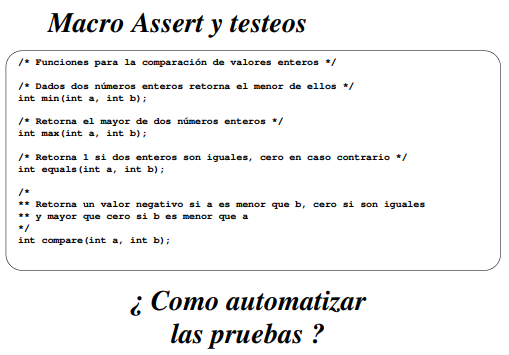 Macro Assert y testeos
/* Funciones para la comparación de valores enteros */
/* Dados dos números enteros retorna el menor de ellos */
int min(int a, int b);
/* Retorna el mayor de dos números enteros */
int max(int a, int b);
/* Retorna 1 si dos enteros son iguales, cero en caso contrario */
int equals(int a, int b);
/*
** Retorna un valor negativo si a es menor que b, cero si son iguales
** y mayor que cero si b es menor que a
*/
int compare(int a, int b);
¿ Como automatizar
las pruebas ?